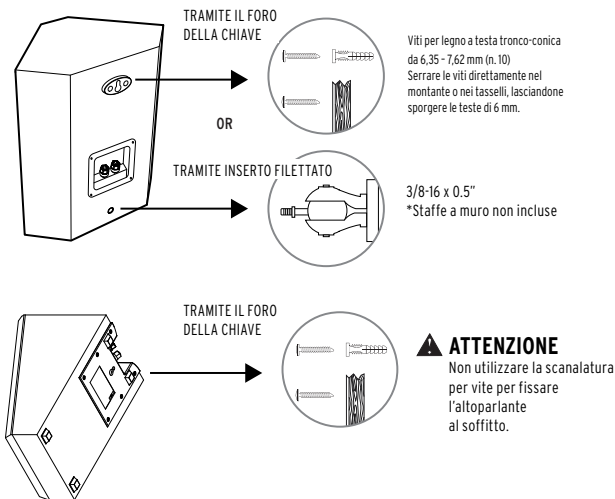 TRAMITE IL FORO
DELLA CHIAVE
Viti per legno a testa tronco-conica
da 6,35 - 7,62 mm (n. 10)
Serrare le viti direttamente nel
montante o nei tasselli, lasciandone
sporgere le teste di 6 mm.
OR
TRAMITE INSERTO FILETTATO
3/8-16 x 0.5”
*Staffe a muro non incluse
TRAMITE IL FORO
DELLA CHIAVE
ATTENZIONE
Non utilizzare la scanalatura
per vite per fissare
l’altoparlante
al soffitto.